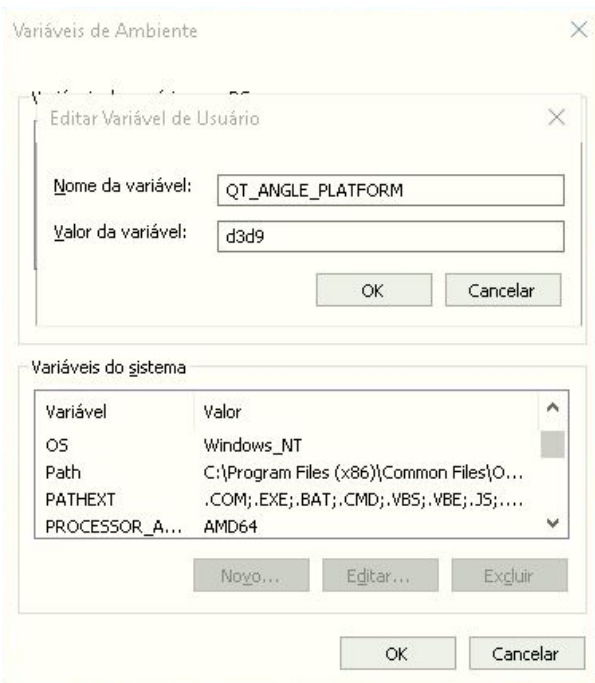 Variáveis de Ambiente
Editar Variável de Usuário
Nome da variável: QT_ANGLE_PLATFORM
Valor da variável: d3d9
OK Cancelar
Variáveis do sistema
Variável Valor
OS Windows_NT
Path C:\Program Files (x86)\Common Files\O...
PATHEXT .COM;.EXE;.BAT;.CMD;.VBS;.VBE;.JS;....
PROCESSOR_A... AMD64
Novo... Editar... Excluir
OK Cancelar